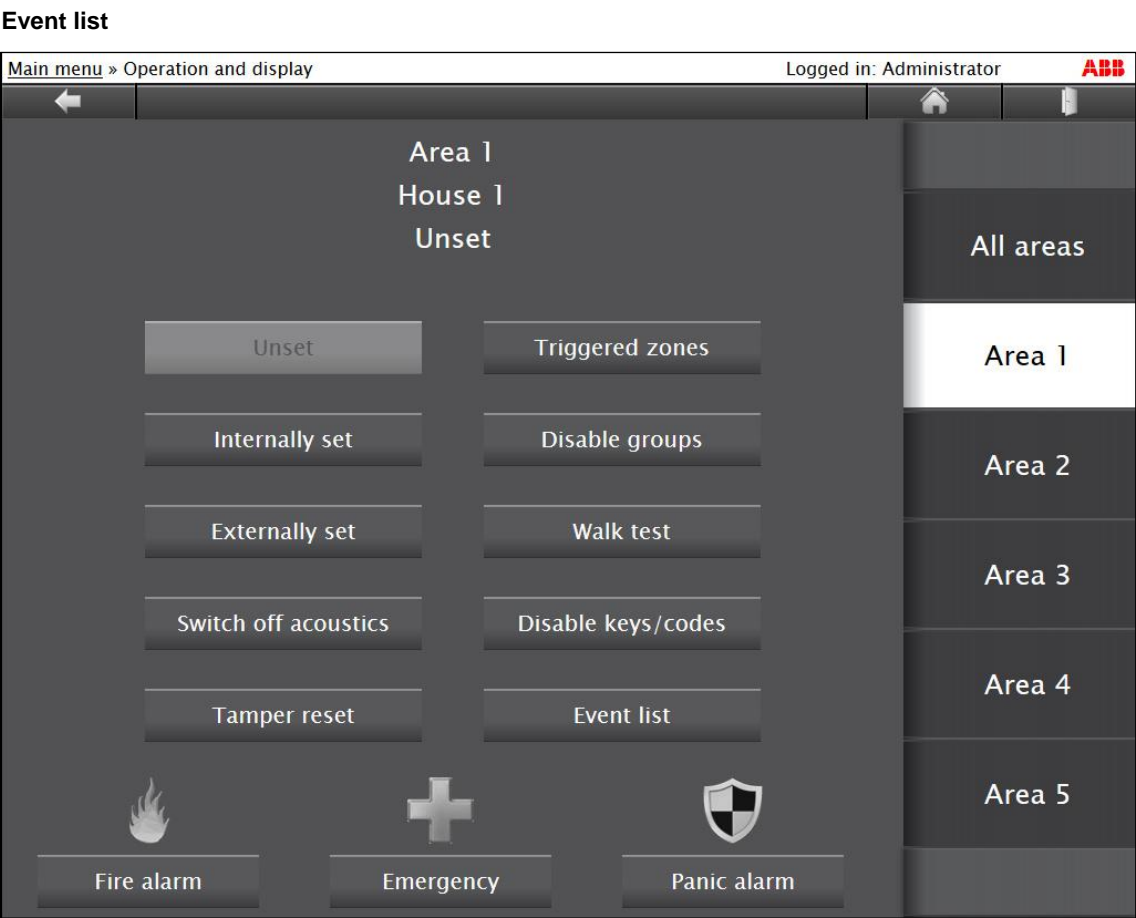 Event list
Main menu » Operation and display
Logged in: Administrator
ABB
Area 1
House 1
Unset
Unset
Triggered zones
Internally set
Disable groups
Externally set
Walk test
Switch off acoustics
Disable keys/codes
Tamper reset
Event list
Fire alarm
Emergency
Panic alarm
All areas
Area 1
Area 2
Area 3
Area 4
Area 5